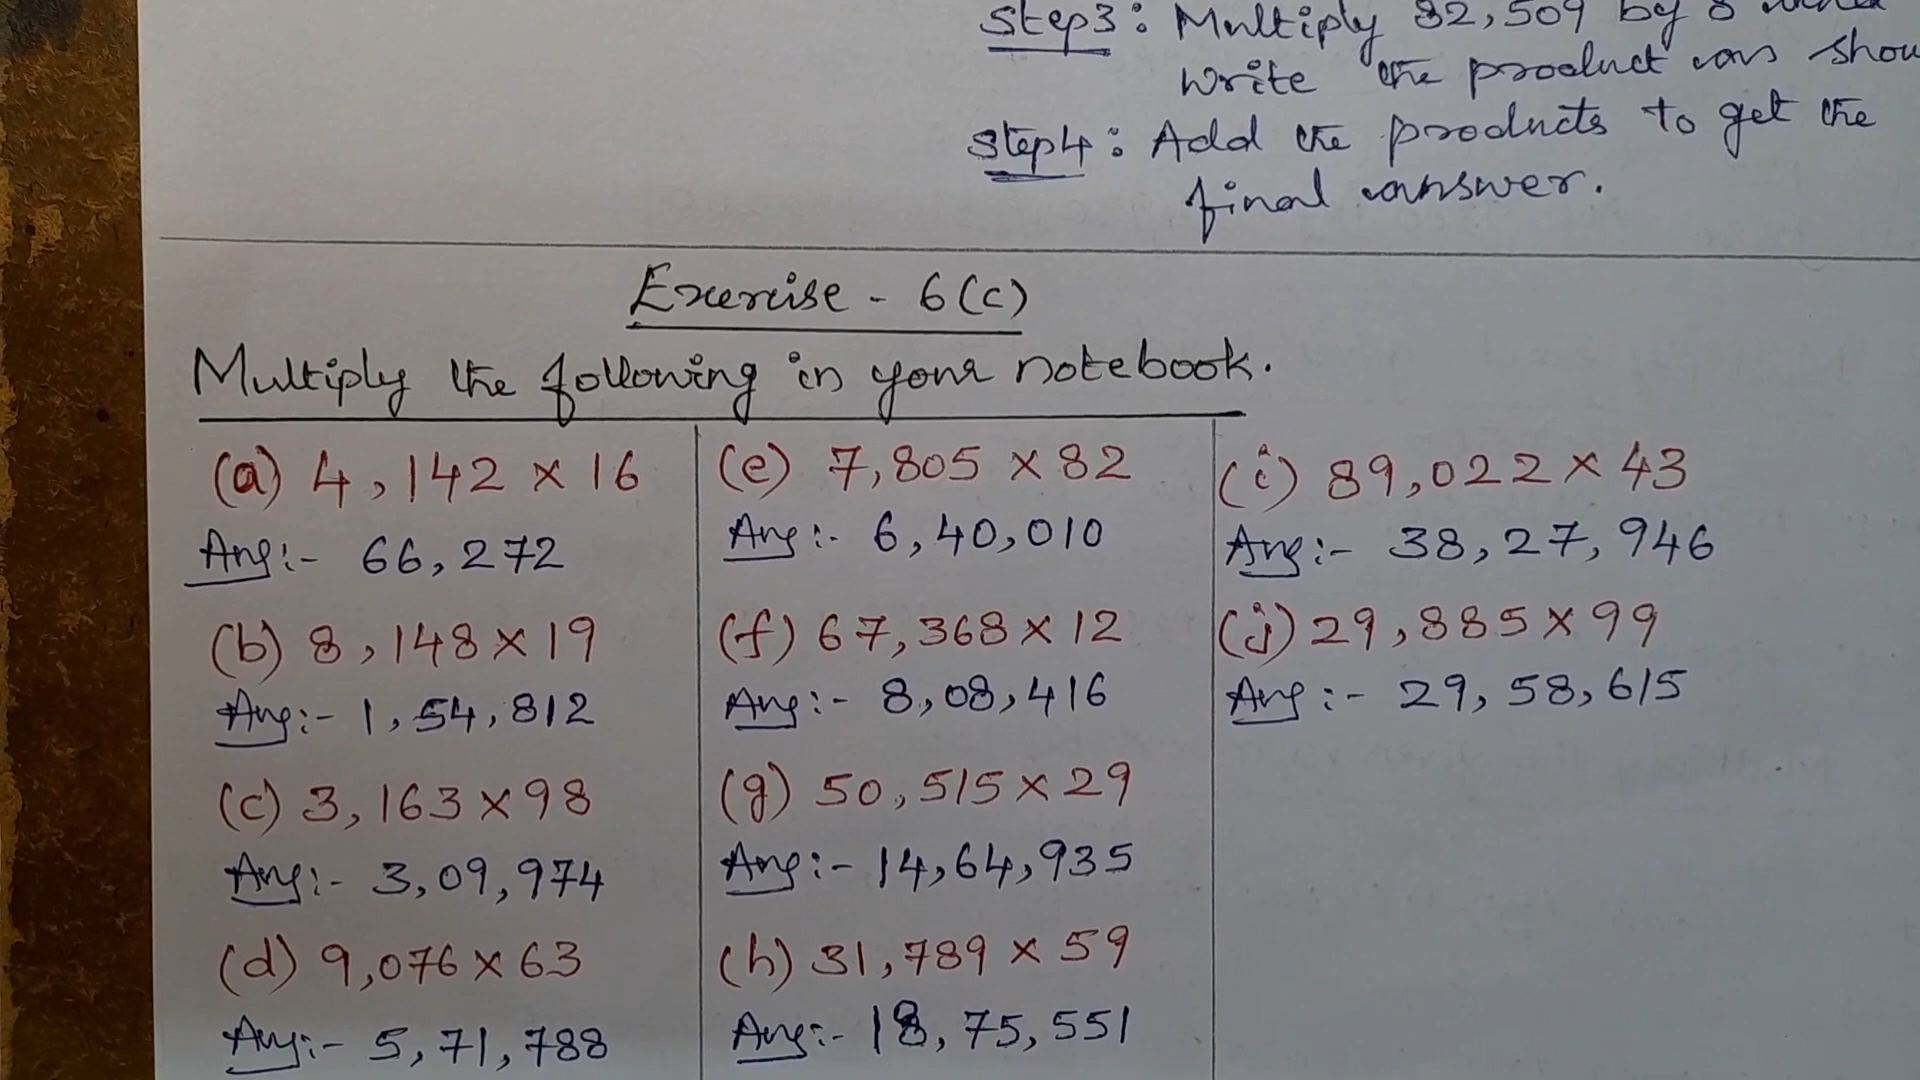 Step3: Multiply 32,509 by 8
write the product as
Step4: Add the products to get the
final answer.
Exercise - 6(c)
Multiply the following in your notebook.
(a) 4,142 x 16
Ans:- 66,272
(b) 8,148 x 19
Ans:- 1,54,812
(c) 3,163 x 98
Ans:- 3,09,974
(d) 9,076 x 63
Ans:- 5,71,788
(e) 7,805 x 82
Ans:- 6,40,010
(f) 67,368 x 12
Ans:- 8,08,416
(g) 50,515 x 29
Ans:- 14,64,935
(h) 31,789 x 59
Ans:- 18,75,551
(i) 89,022 x 43
Ans:- 38,27,946
(j) 29,885 x 99
Ans:- 29,58,615